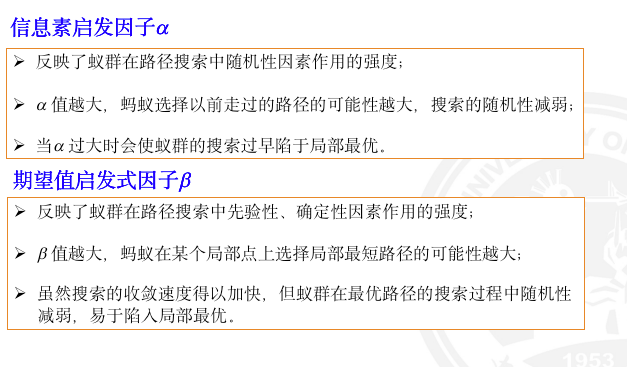 信息素启发因子α
➢ 反映了蚁群在路径搜索中随机性因素作用的强度；
➢ α 值越大，蚂蚁选择以前走过的路径的可能性越大，搜索的随机性减弱；
➢ 当α 过大时会使蚁群的搜索过早陷于局部最优。
期望值启发式因子β
➢ 反映了蚁群在路径搜索中先验性、确定性因素作用的强度；
➢ β 值越大，蚂蚁在某个局部点上选择局部最短路径的可能性越大；
➢ 虽然搜索的收敛速度得以加快，但蚁群在最优路径的搜索过程中随机性
减弱，易于陷入局部最优。
UNIVERSITY OF
1953